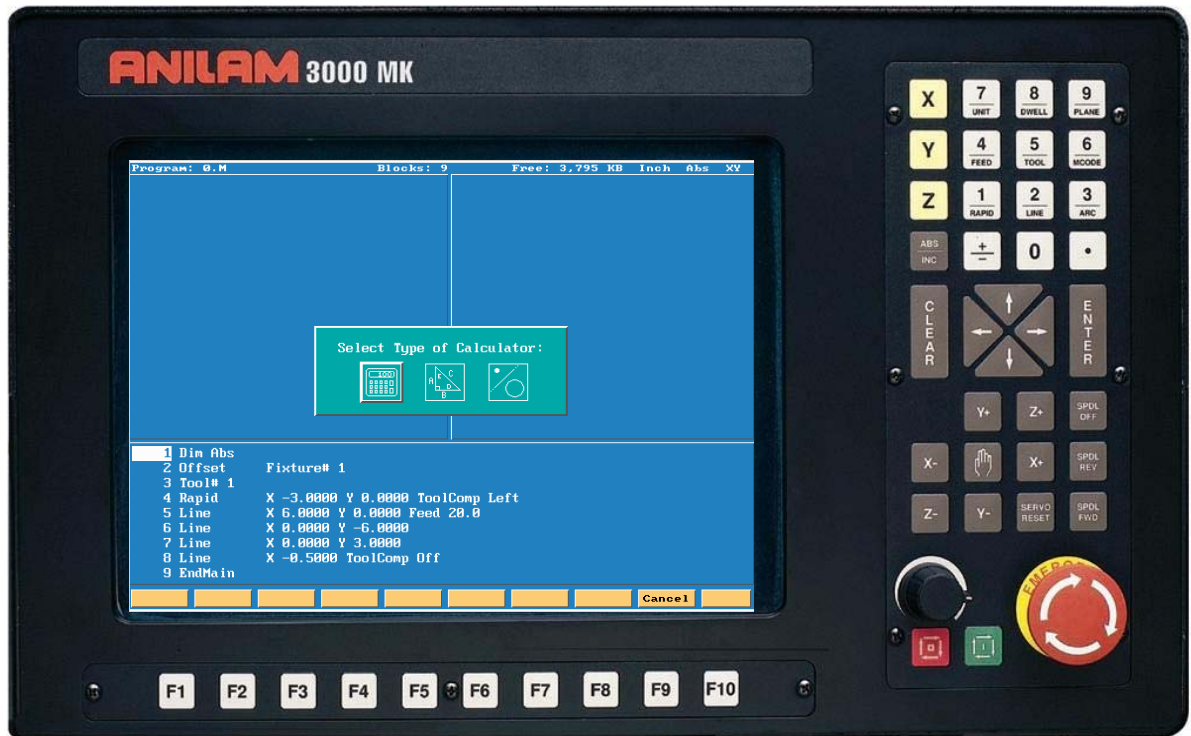 ANILAM 3000 MK
Program: 0.M Blocks: 9 Free: 3,795 KB Inch Abs XY
Select Type of Calculator:
100
A E C D B
1 Dim Abs
2 Offset Fixture# 1
3 Tool# 1
4 Rapid X -3.0000 Y 0.0000 ToolComp Left
5 Line X 6.0000 Y 0.0000 Feed 20.0
6 Line X 0.0000 Y -6.0000
7 Line X 0.0000 Y 3.0000
8 Line X -0.5000 ToolComp Off
9 EndMain
Cancel
F1 F2 F3 F4 F5 F6 F7 F8 F9 F10
X 7 8 9
UNIT DWELL PLANE
Y 4 5 6
FEED TOOL MCODE
Z 1 2 3
RAPID LINE ARC
ABS
INC
+
-
0 •
CLEAR
ENTER
Y+ Z+ SPDL
OFF
X- X+ SPDL
REV
Z- Y- SERVO
RESET
SPDL
FWD
EMERG